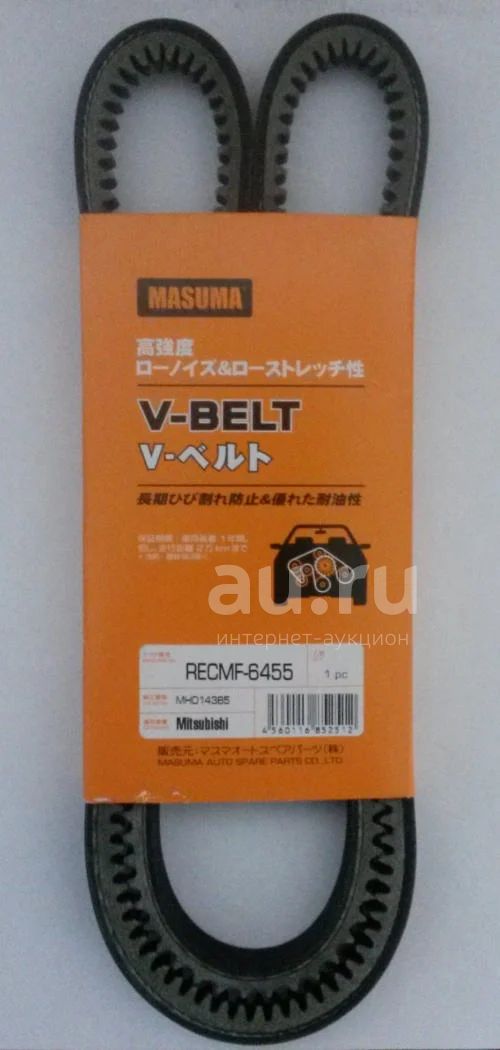 MASUMA
高強度
ローノイズ&ローストレッチ性
V-BELT
V-ベルト
長期ひび割れ防止&優れた耐油性
au.ru
интернет-аукцион
RECMF-6455
1 pc
MH014385
Mitsubishi
4560116852512
販売元:マスマオートスペアパーツ(株)
MASUMA AUTO SPARE PARTS CO.,LTD